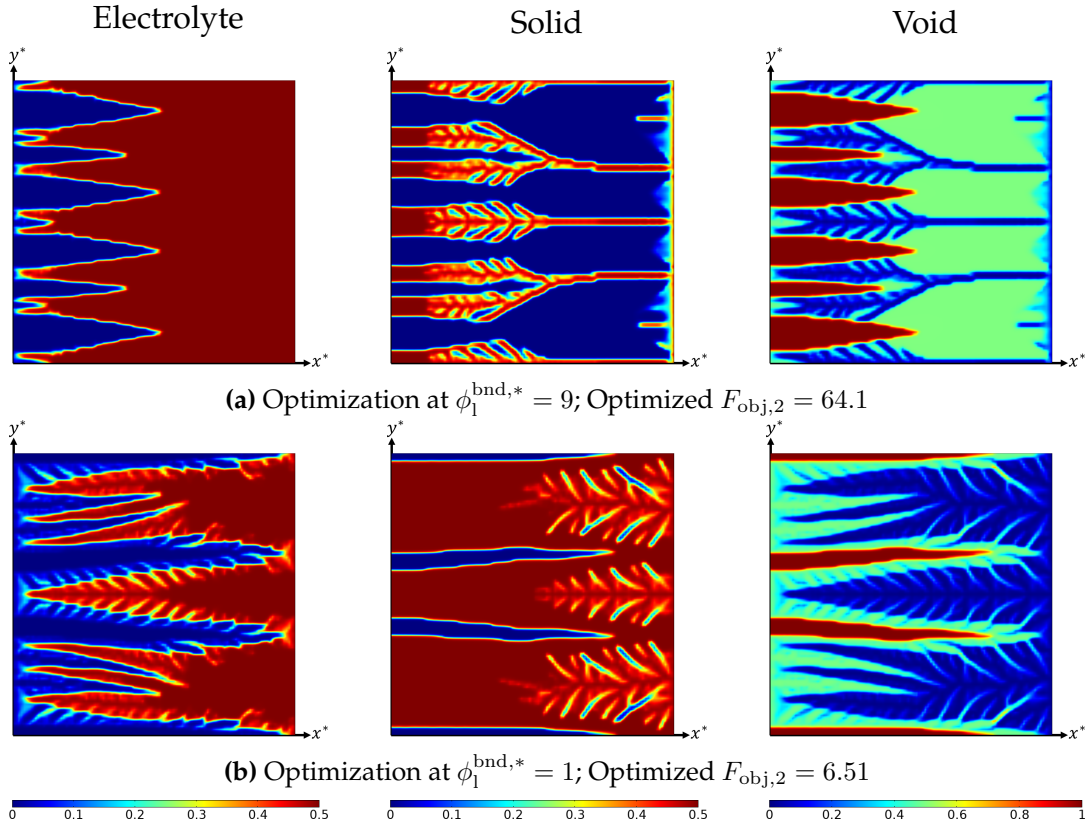 Electrolyte Solid Void
y* y* y*
x* x* x*
(a) Optimization at ϕ_l^{bnd,*} = 9; Optimized F_{obj,2} = 64.1
y* y* y*
x* x* x*
(b) Optimization at ϕ_l^{bnd,*} = 1; Optimized F_{obj,2} = 6.51
0 0.1 0.2 0.3 0.4 0.5 0 0.1 0.2 0.3 0.4 0.5 0 0.2 0.4 0.6 0.8 1